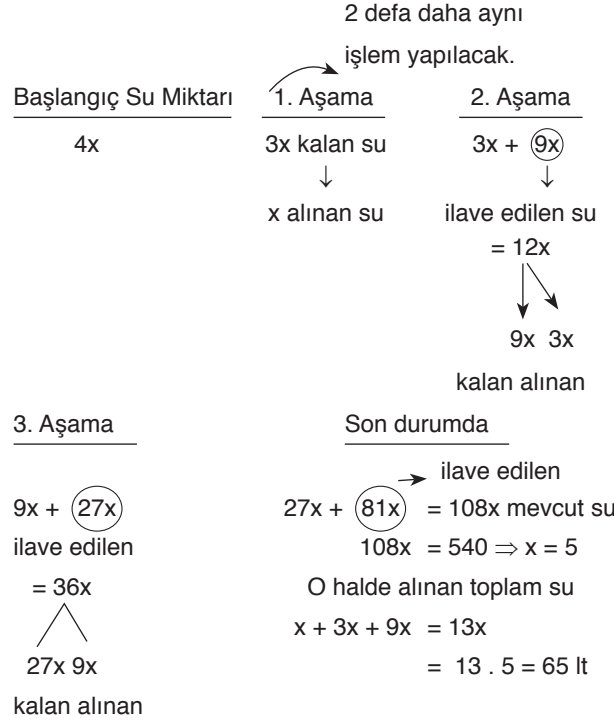 2 defa daha aynı
işlem yapılacak.
Başlangıç Su Miktarı 1. Aşama 2. Aşama
4x 3x kalan su 3x + 9x
↓ ↓
x alınan su ilave edilen su
= 12x
9x 3x
kalan alınan
3. Aşama Son durumda
ilave edilen
9x + 27x 27x + 81x = 108x mevcut su
ilave edilen 108x = 540 ⇒ x = 5
= 36x O halde alınan toplam su
x + 3x + 9x = 13x
27x 9x = 13 . 5 = 65 lt
kalan alınan